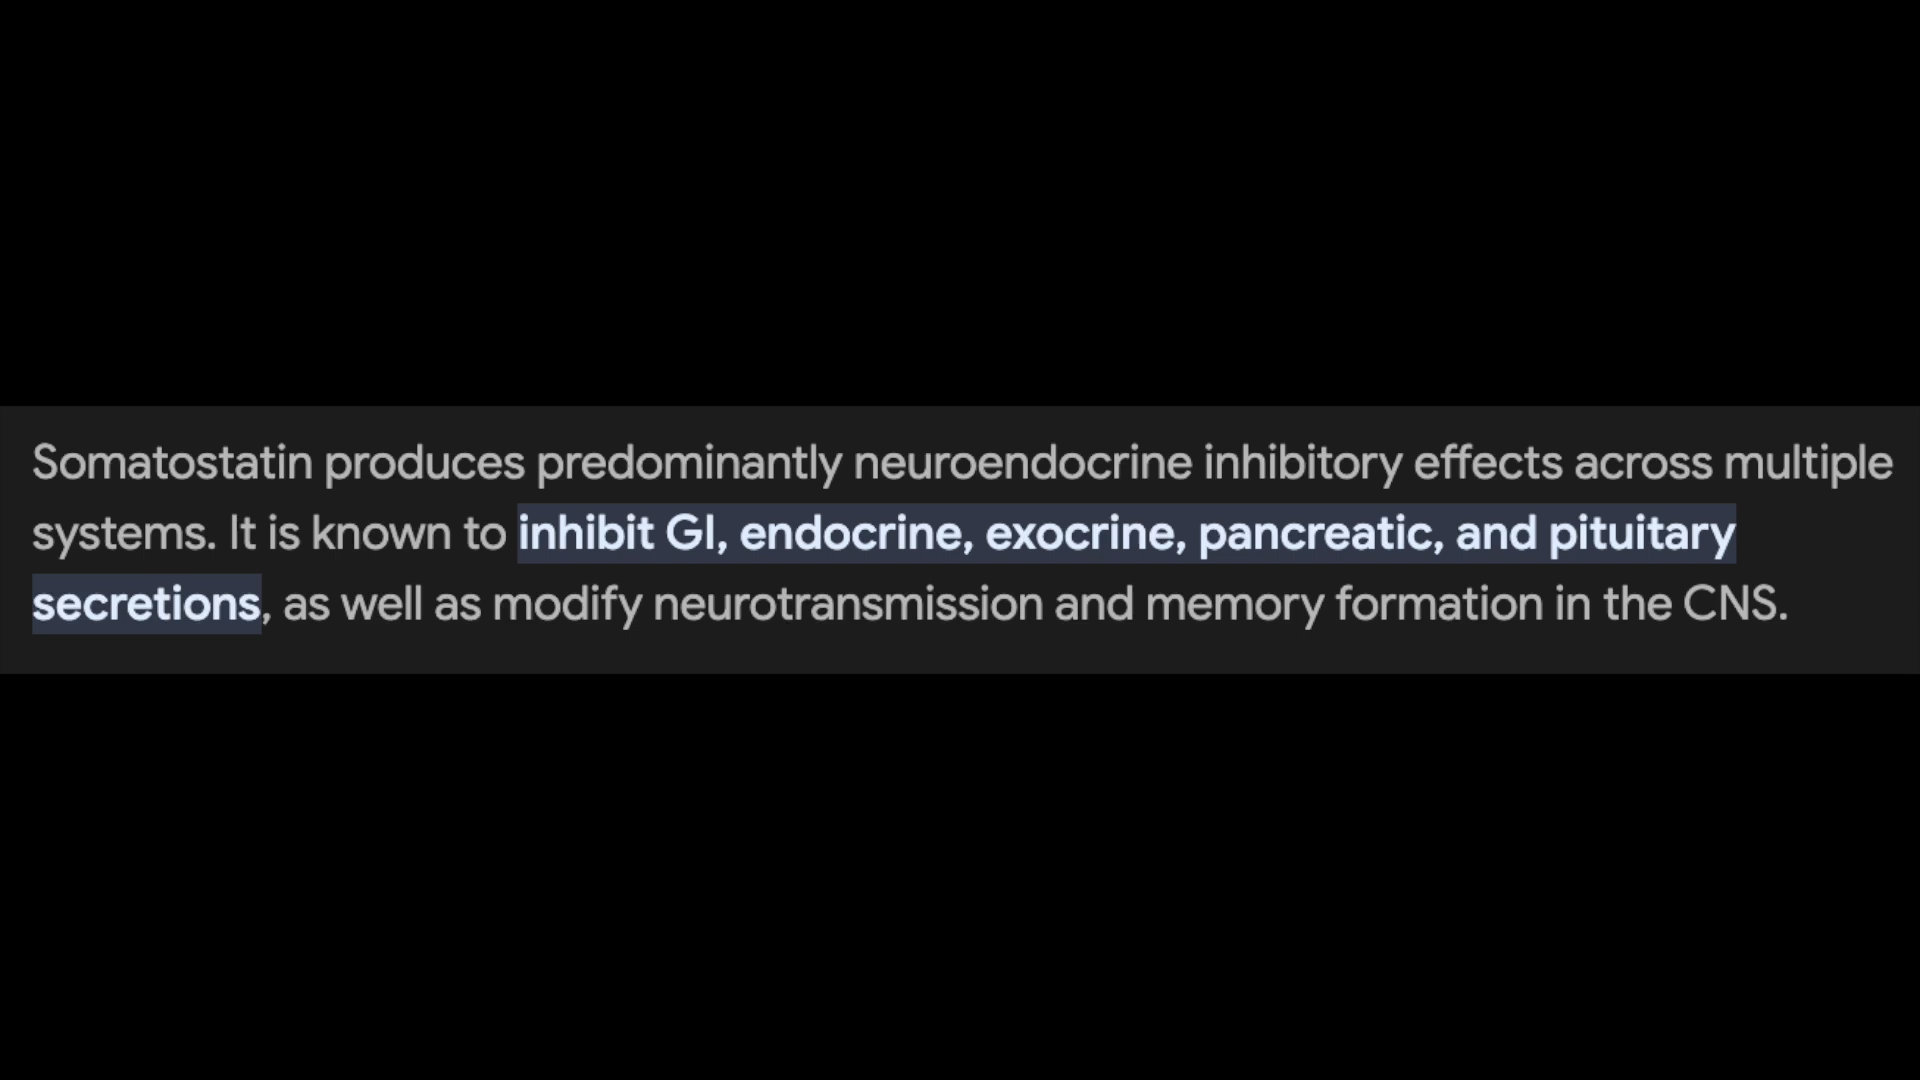 Somatostatin produces predominantly neuroendocrine inhibitory effects across multiple
systems. It is known to inhibit GI, endocrine, exocrine, pancreatic, and pituitary
secretions, as well as modify neurotransmission and memory formation in the CNS.